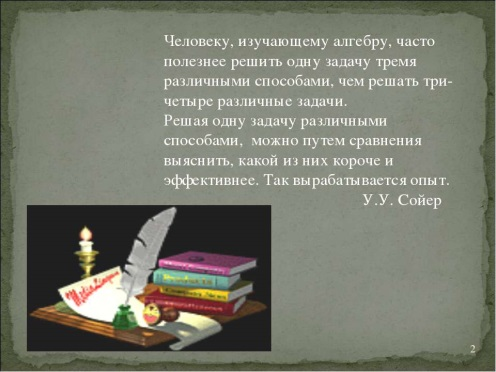 Человеку, изучающему алгебру, часто
полезнее решить одну задачу тремя
различными способами, чем решать три-
четыре различные задачи.
Решая одну задачу различными
способами,  можно путем сравнения
выяснить, какой из них короче и
эффективнее. Так вырабатывается опыт.
У.У. Сойер
2